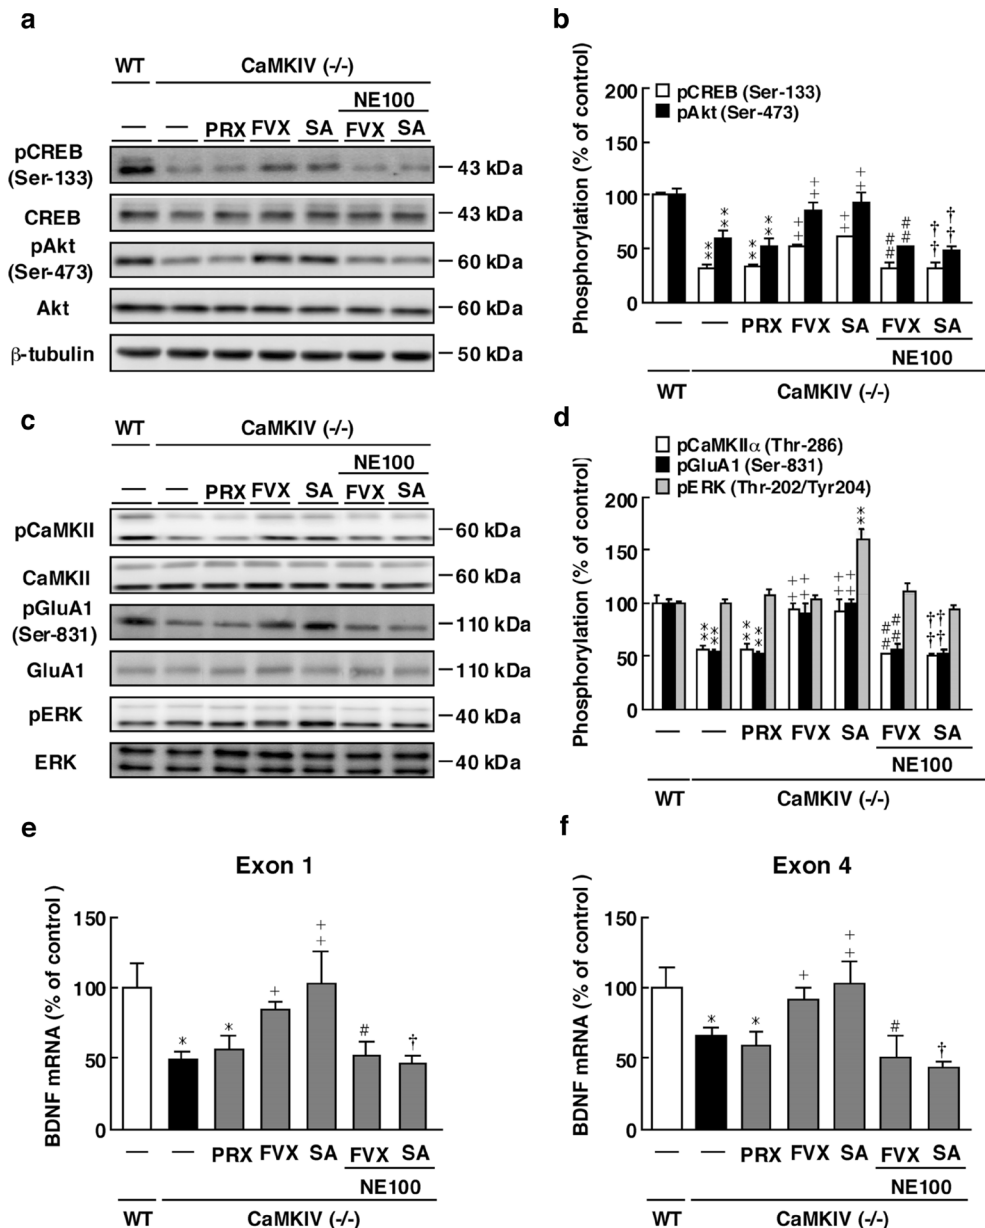 a
WT CaMKIV (-/-)
NE100
— — PRX FVX SA FVX SA
pCREB
(Ser-133)
43 kDa
CREB
43 kDa
pAkt
(Ser-473)
60 kDa
Akt
60 kDa
β-tubulin
50 kDa
b
Phosphorylation (% of control)
pCREB (Ser-133)
pAkt (Ser-473)
200
150
100
50
0
** ** ** ** ++ ++ ++ ++ ## ## †† ††
— — PRX FVX SA FVX SA
NE100
WT CaMKIV (-/-)
c
WT CaMKIV (-/-)
NE100
— — PRX FVX SA FVX SA
pCaMKII
60 kDa
CaMKII
60 kDa
pGluA1
(Ser-831)
110 kDa
GluA1
110 kDa
pERK
40 kDa
ERK
40 kDa
d
Phosphorylation (% of control)
pCaMKIIα (Thr-286)
pGluA1 (Ser-831)
pERK (Thr-202/Tyr204)
200
150
100
50
0
** ** ** ** ++ ++ ++ ++ ** ## ## †† ††
— — PRX FVX SA FVX SA
NE100
WT CaMKIV (-/-)
e
Exon 1
BDNF mRNA (% of control )
150
100
50
0
* * + ++ # †
— — PRX FVX SA FVX SA
NE100
WT CaMKIV (-/-)
f
Exon 4
BDNF mRNA (% of control )
150
100
50
0
* * + ++ # †
— — PRX FVX SA FVX SA
NE100
WT CaMKIV (-/-)